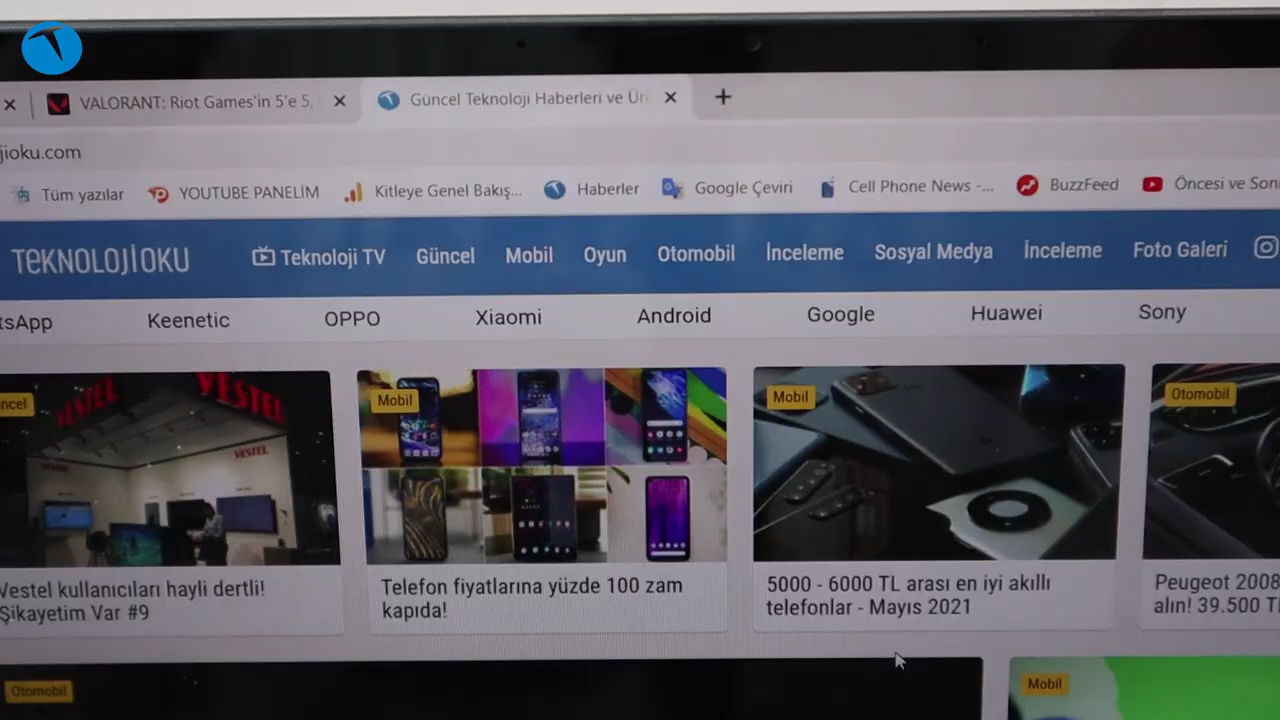 VALORANT: Riot Games'in 5'e 5,
Güncel Teknoloji Haberleri ve Ür
jioku.com
Tüm yazılar
YOUTUBE PANELİM
Kitleye Genel Bakış...
Haberler
Google Çeviri
Cell Phone News -...
BuzzFeed
Öncesi ve Son
TEKNOLOJİOKU
Teknoloji TV
Güncel
Mobil
Oyun
Otomobil
İnceleme
Sosyal Medya
İnceleme
Foto Galeri
tsApp
Keenetic
OPPO
Xiaomi
Android
Google
Huawei
Sony
ncel
VESTEL
VESTEL
VESTEL
Mobil
Mobil
Otomobil
Vestel kullanıcıları hayli dertli!
Şikayetim Var #9
Telefon fiyatlarına yüzde 100 zam
kapıda!
5000 - 6000 TL arası en iyi akıllı
telefonlar - Mayıs 2021
Peugeot 2008
alın! 39.500 T
Otomobil
Mobil